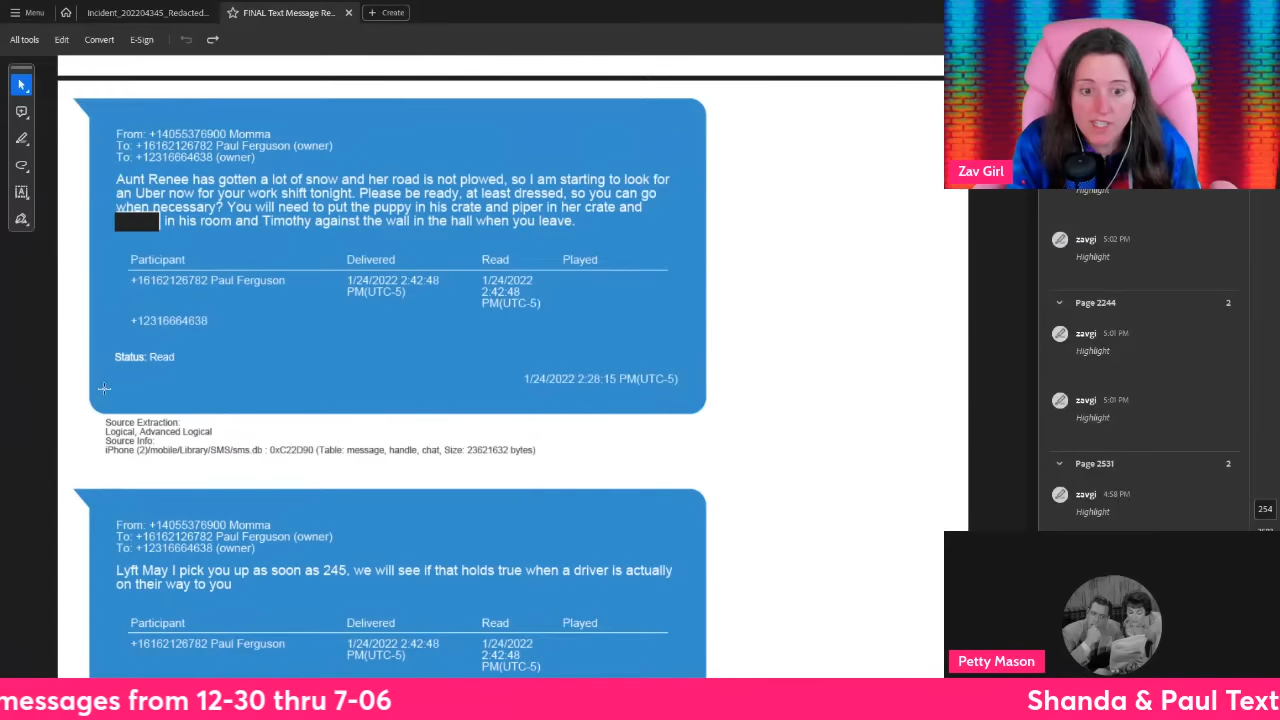 Menu
Incident_202204345_Redacted...
FINAL Text Message Re...
Create
All tools
Edit
Convert
E-Sign
From: +14055376900 Momma
To: +16162126782 Paul Ferguson (owner)
To: +12316664638 (owner)
Aunt Renee has gotten a lot of snow and her road is not plowed, so I am starting to look for
an Uber now for your work shift tonight. Please be ready, at least dressed, so you can go
when necessary? You will need to put the puppy in his crate and piper in her crate and
in his room and Timothy against the wall in the hall when you leave.
Participant Delivered Read Played
+16162126782 Paul Ferguson 1/24/2022 2:42:48 1/24/2022
PM(UTC-5) 2:42:48
PM(UTC-5)
+12316664638
Status: Read
1/24/2022 2:28:15 PM(UTC-5)
Source Extraction:
Logical, Advanced Logical
Source Info:
iPhone (2)/mobile/Library/SMS/sms.db : 0xC22D90 (Table: message, handle, chat, Size: 23621632 bytes)
From: +14055376900 Momma
To: +16162126782 Paul Ferguson (owner)
To: +12316664638 (owner)
Lyft May I pick you up as soon as 245, we will see if that holds true when a driver is actually
on their way to you
Participant Delivered Read Played
+16162126782 Paul Ferguson 1/24/2022 2:42:48 1/24/2022
PM(UTC-5) 2:42:48
PM(UTC-5)
Zav Girl
Highlight
zavgi 5:02 PM
Highlight
Page 2244 2
zavgi 5:01 PM
Highlight
zavgi 5:01 PM
Highlight
Page 2531 2
zavgi 4:58 PM
Highlight
254
Petty Mason
messages from 12-30 thru 7-06
Shanda & Paul Text